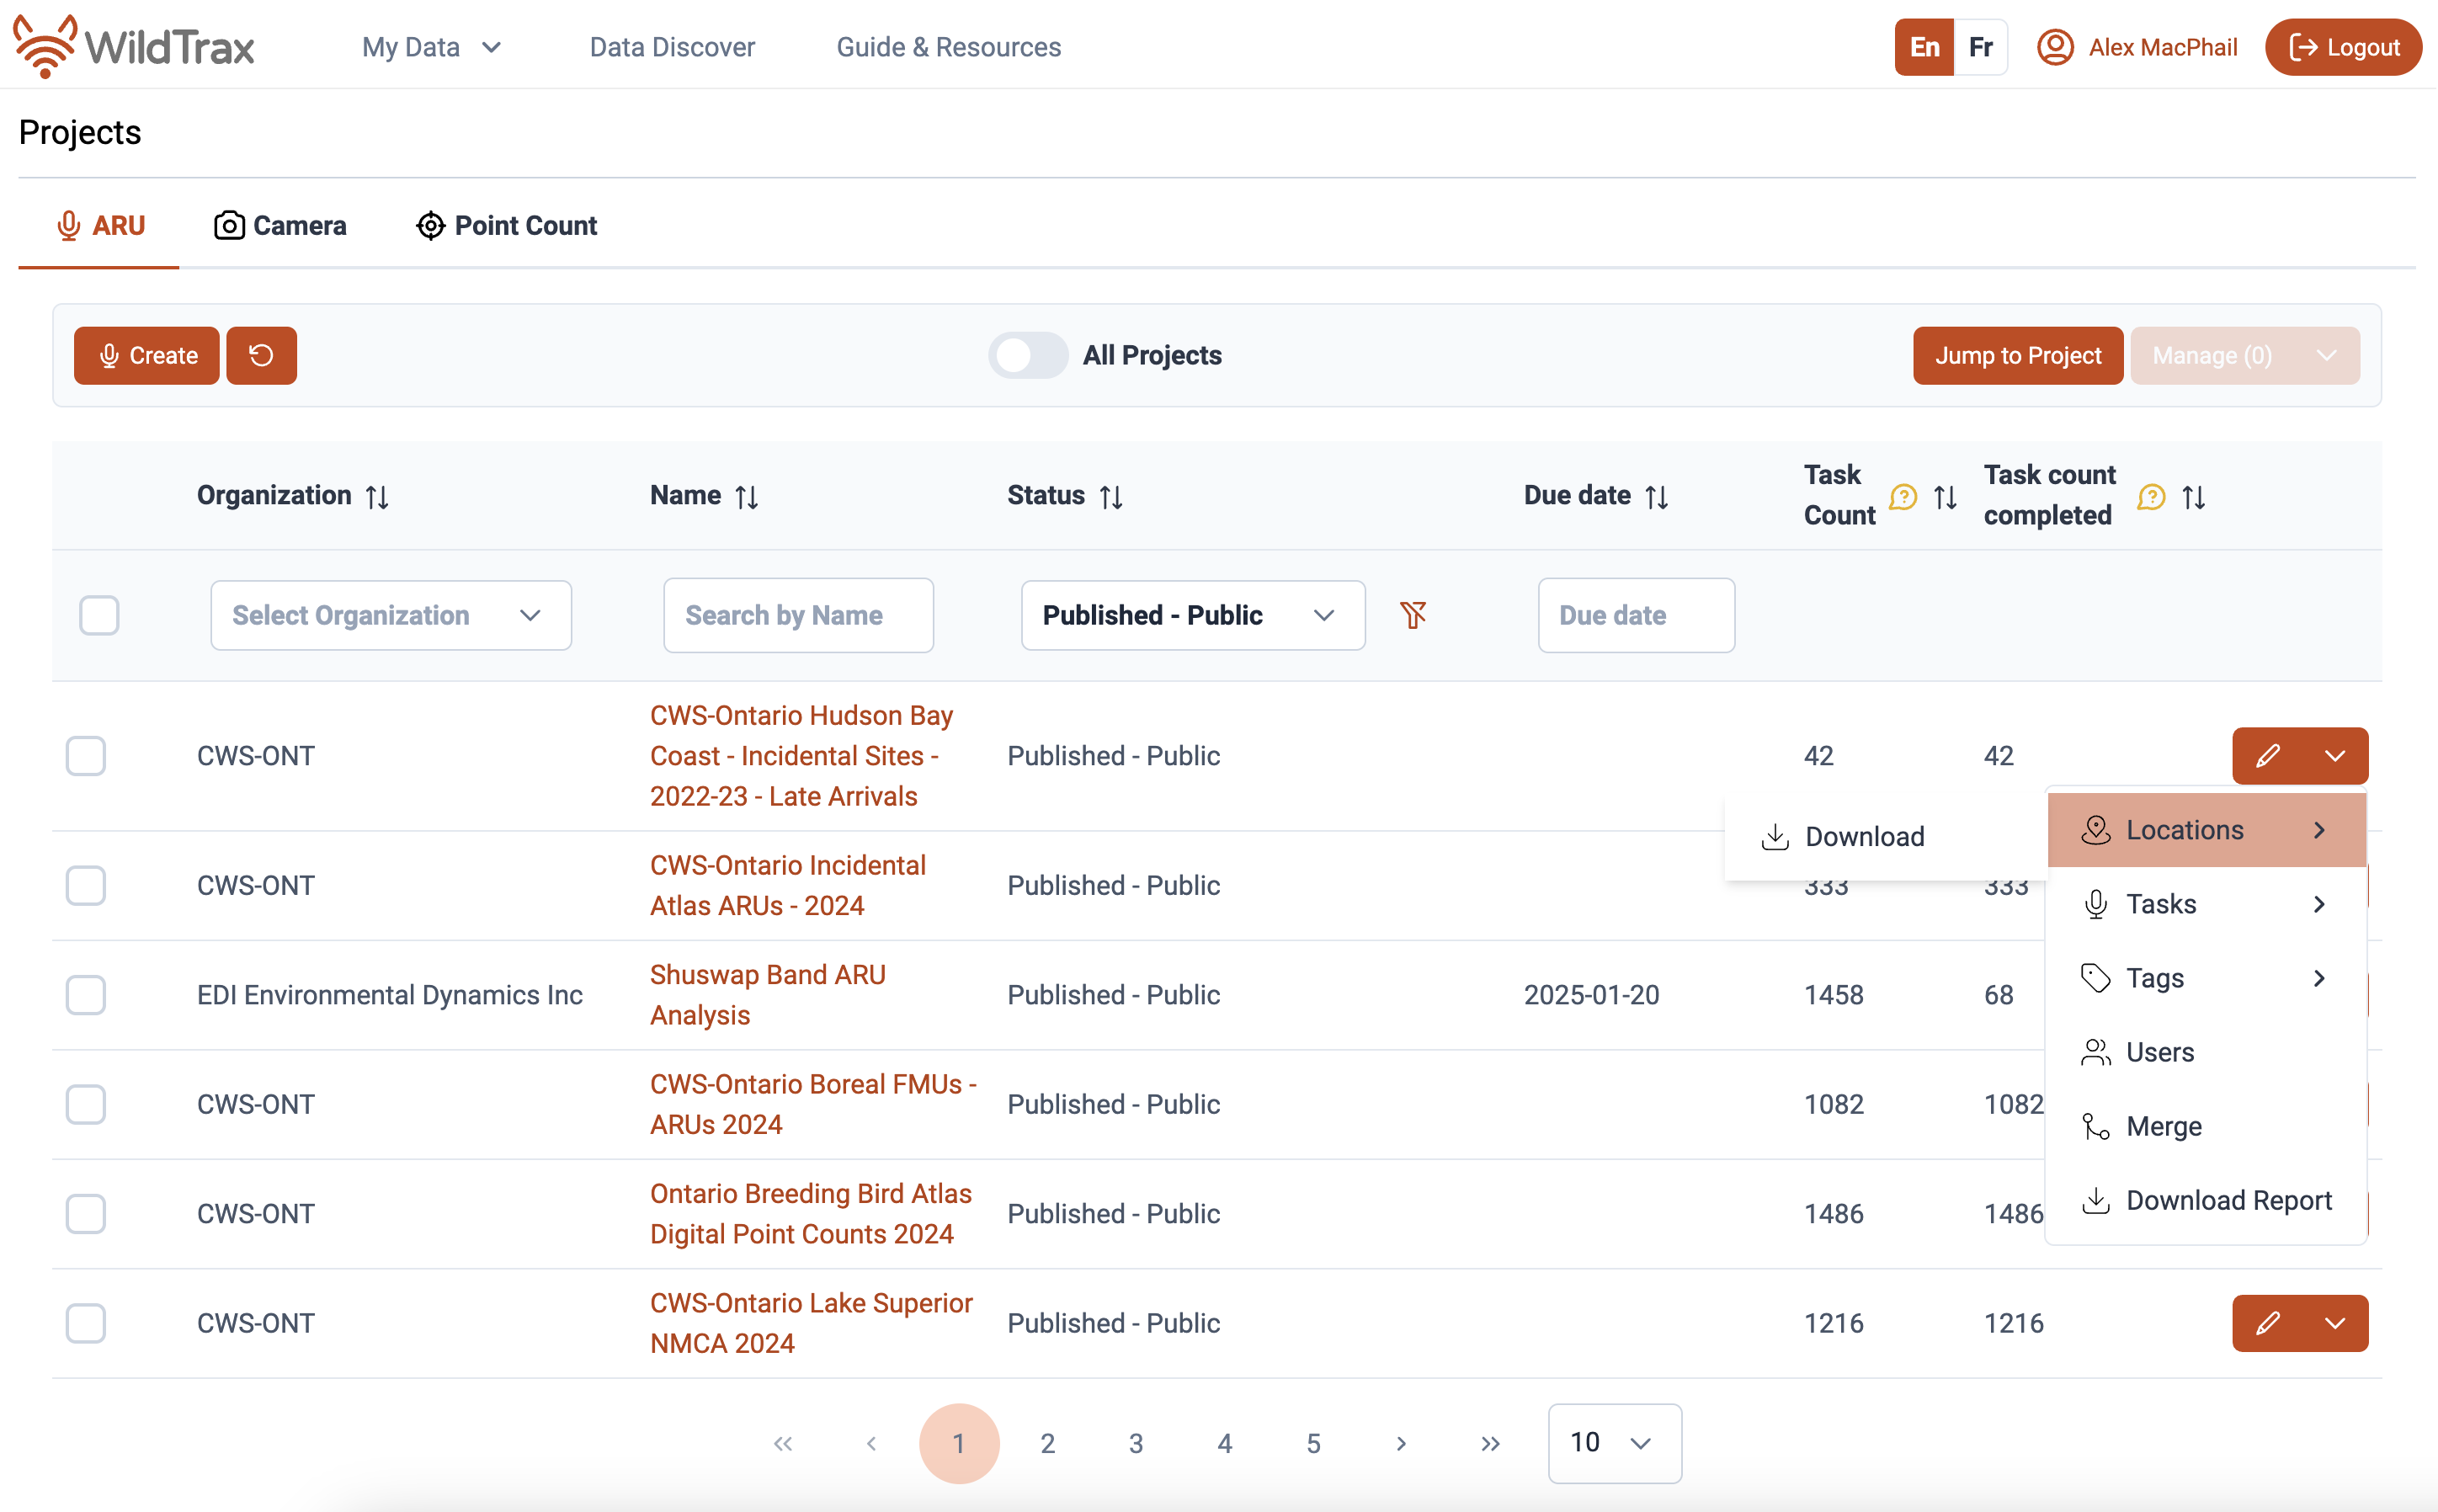 WildTrax
My Data
Data Discover
Guide & Resources
En
Fr
Alex MacPhail
Logout
Projects
ARU
Camera
Point Count
Create
All Projects
Jump to Project
Manage (0)
Organization
Name
Status
Due date
Task
Count
Task count
completed
Select Organization
Search by Name
Published - Public
Due date
CWS-ONT
CWS-Ontario Hudson Bay
Coast - Incidental Sites -
2022-23 - Late Arrivals
Published - Public
42
42
Download
Locations
Tasks
Tags
Users
Merge
Download Report
CWS-ONT
CWS-Ontario Incidental
Atlas ARUs - 2024
Published - Public
333
333
EDI Environmental Dynamics Inc
Shuswap Band ARU
Analysis
Published - Public
2025-01-20
1458
68
CWS-ONT
CWS-Ontario Boreal FMUs -
ARUs 2024
Published - Public
1082
1082
CWS-ONT
Ontario Breeding Bird Atlas
Digital Point Counts 2024
Published - Public
1486
1486
CWS-ONT
CWS-Ontario Lake Superior
NMCA 2024
Published - Public
1216
1216
1
2
3
4
5
10